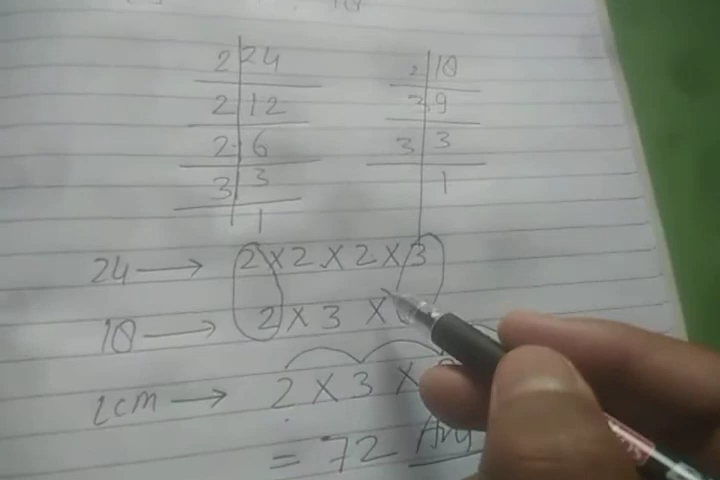 2 24 2 18
2 12 3 9
2 6 3 3
3 3 1
1
24 → 2 × 2 × 2 × 3
18 → 2 × 3 ×
LCM → 2 × 3 ×
= 72 Ans